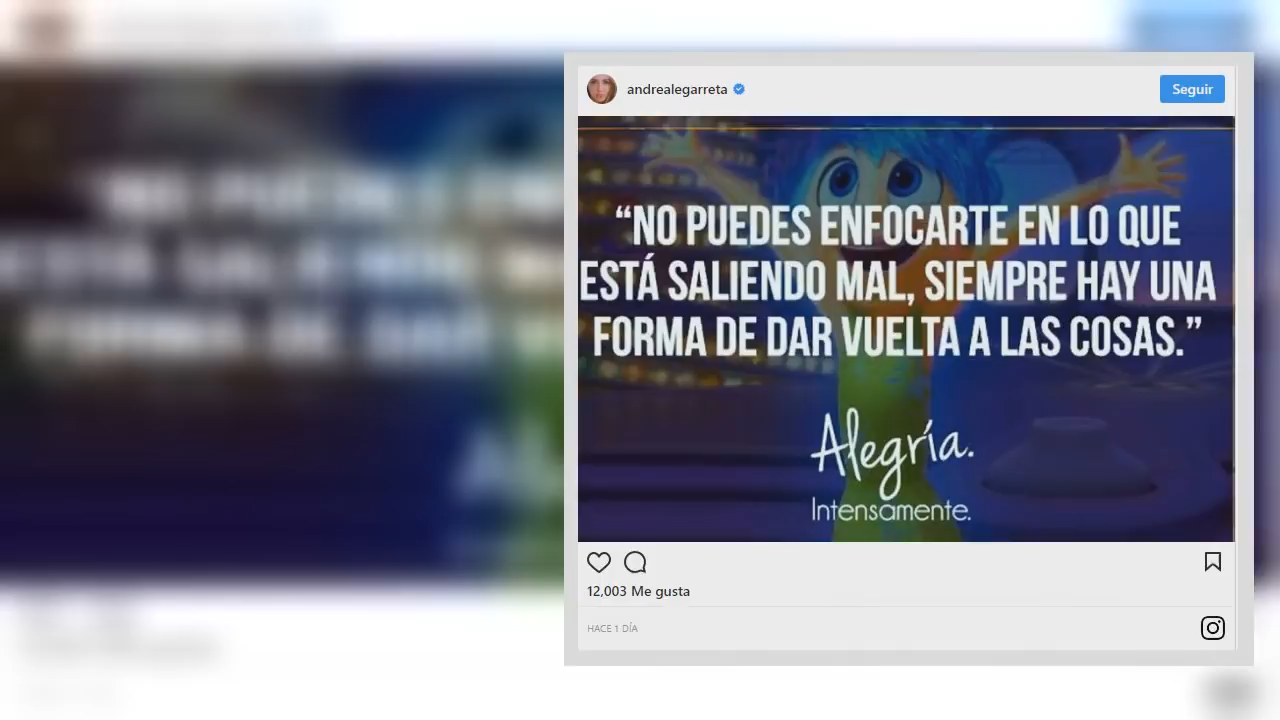 andrealegarreta
Seguir
“NO PUEDES ENFOCARTE EN LO QUE
ESTÁ SALIENDO MAL, SIEMPRE HAY UNA
FORMA DE DAR VUELTA A LAS COSAS.”
Alegría.
Intensamente.
12,003 Me gusta
HACE 1 DÍA